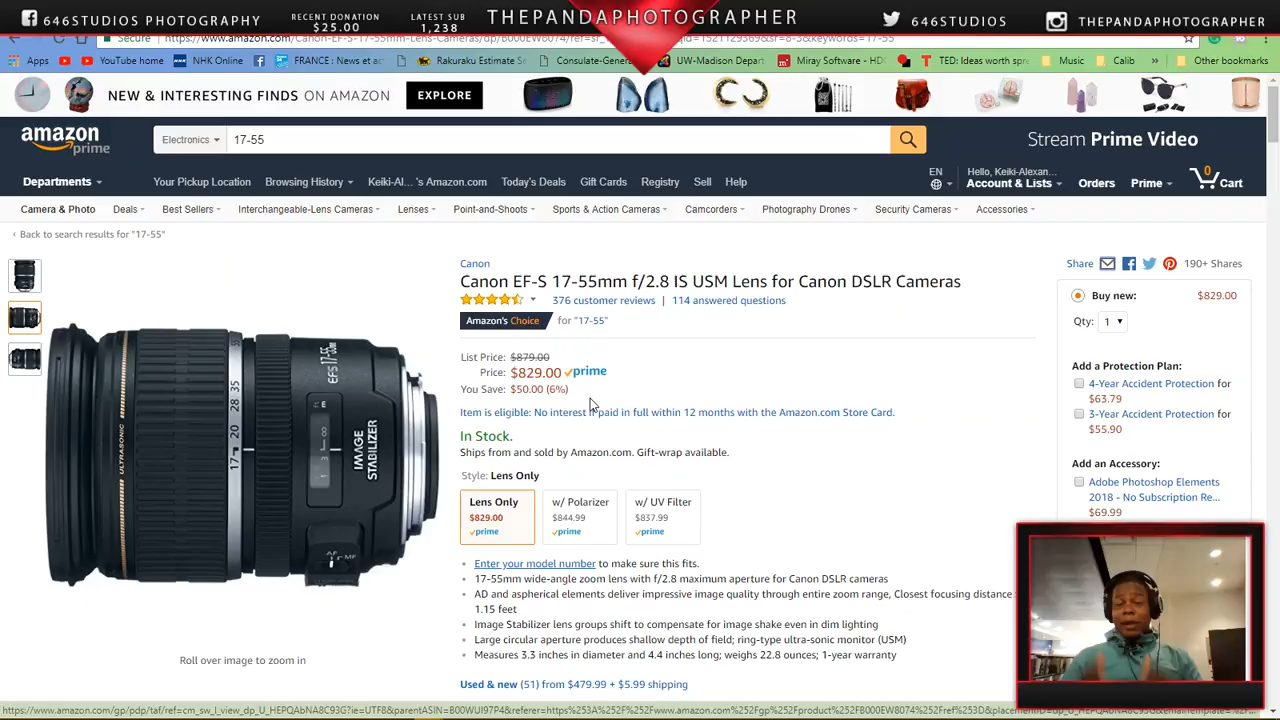 646STUDIOS PHOTOGRAPHY
RECENT DONATION
$25.00
LATEST SUB
1,238
THEPANDAPHOTOGRAPHER
646STUDIOS
THEPANDAPHOTOGRAPHER
Secure
Apps
YouTube home
NHK Online
FRANCE : News et ac
Rakuraku Estimate Se
Consulate-General
UW-Madison Depart
Miray Software - HD
TED: Ideas worth spre
Music
Calib
Other bookmarks
NEW & INTERESTING FINDS ON AMAZON
EXPLORE
amazon
prime
Electronics
17-55
Stream Prime Video
Departments
Your Pickup Location
Browsing History
Keiki-Al... 's Amazon.com
Today's Deals
Gift Cards
Registry
Sell
Help
EN
Hello, Keiki-Alexan...
Account & Lists
Orders
Prime
0
Cart
Camera & Photo
Deals
Best Sellers
Interchangeable-Lens Cameras
Lenses
Point-and-Shoots
Sports & Action Cameras
Camcorders
Photography Drones
Security Cameras
Accessories
‹ Back to search results for "17-55"
Canon
Canon EF-S 17-55mm f/2.8 IS USM Lens for Canon DSLR Cameras
376 customer reviews | 114 answered questions
Amazon's Choice for "17-55"
List Price: $879.00
Price: $829.00 prime
You Save: $50.00 (6%)
Item is eligible: No interest if paid in full within 12 months with the Amazon.com Store Card.
In Stock.
Ships from and sold by Amazon.com. Gift-wrap available.
Style: Lens Only
Lens Only
$829.00
prime
w/ Polarizer
$844.99
prime
w/ UV Filter
$837.99
prime
Enter your model number to make sure this fits.
17-55mm wide-angle zoom lens with f/2.8 maximum aperture for Canon DSLR cameras
AD and aspherical elements deliver impressive image quality through entire zoom range, Closest focusing distance
1.15 feet
Image Stabilizer lens groups shift to compensate for image shake even in dim lighting
Large circular aperture produces shallow depth of field; ring-type ultra-sonic monitor (USM)
Measures 3.3 inches in diameter and 4.4 inches long; weighs 22.8 ounces; 1-year warranty
Used & new (51) from $479.99 + $5.99 shipping
Share
190+ Shares
Buy new:
$829.00
Qty: 1
Add a Protection Plan:
4-Year Accident Protection for
$63.79
3-Year Accident Protection for
$55.90
Add an Accessory:
Adobe Photoshop Elements
2018 - No Subscription Re...
$69.99
ULTRASONIC
17
20
28
35
EFS 17-55
IMAGE
STABILIZER
AF
MF
Roll over image to zoom in